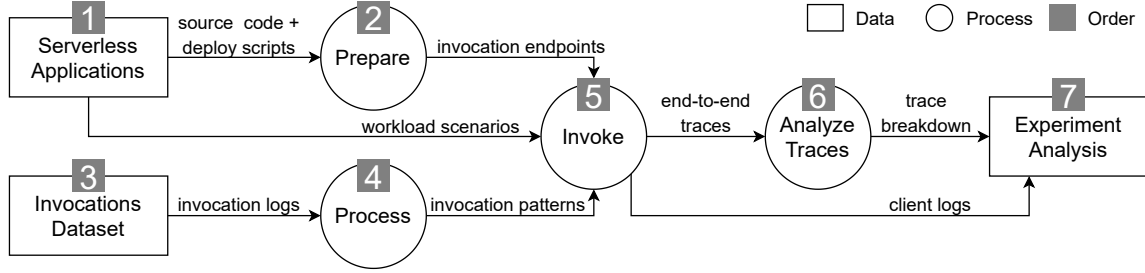 1
Serverless
Applications
source code +
deploy scripts
2
Prepare
invocation endpoints
Data
Process
Order
workload scenarios
5
Invoke
end-to-end
traces
6
Analyze
Traces
trace
breakdown
7
Experiment
Analysis
3
Invocations
Dataset
invocation logs
4
Process
invocation patterns
client logs